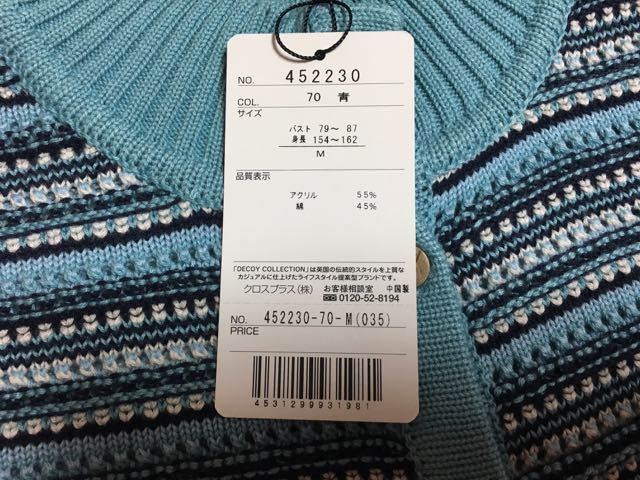 NO. 452230
COL. 70 青
サイズ
バスト 79～ 87
身長 154～162
M
品質表示
アクリル 55%
綿 45%
「DECOY COLLECTION」は英国の伝統的スタイルを上質な
カジュアルに仕上げたライフスタイル提案型ブランドです。
クロスプラス(株) お客様相談室 中国製
0120-52-8194
NO. 452230-70-M(035)
PRICE
4531299931981